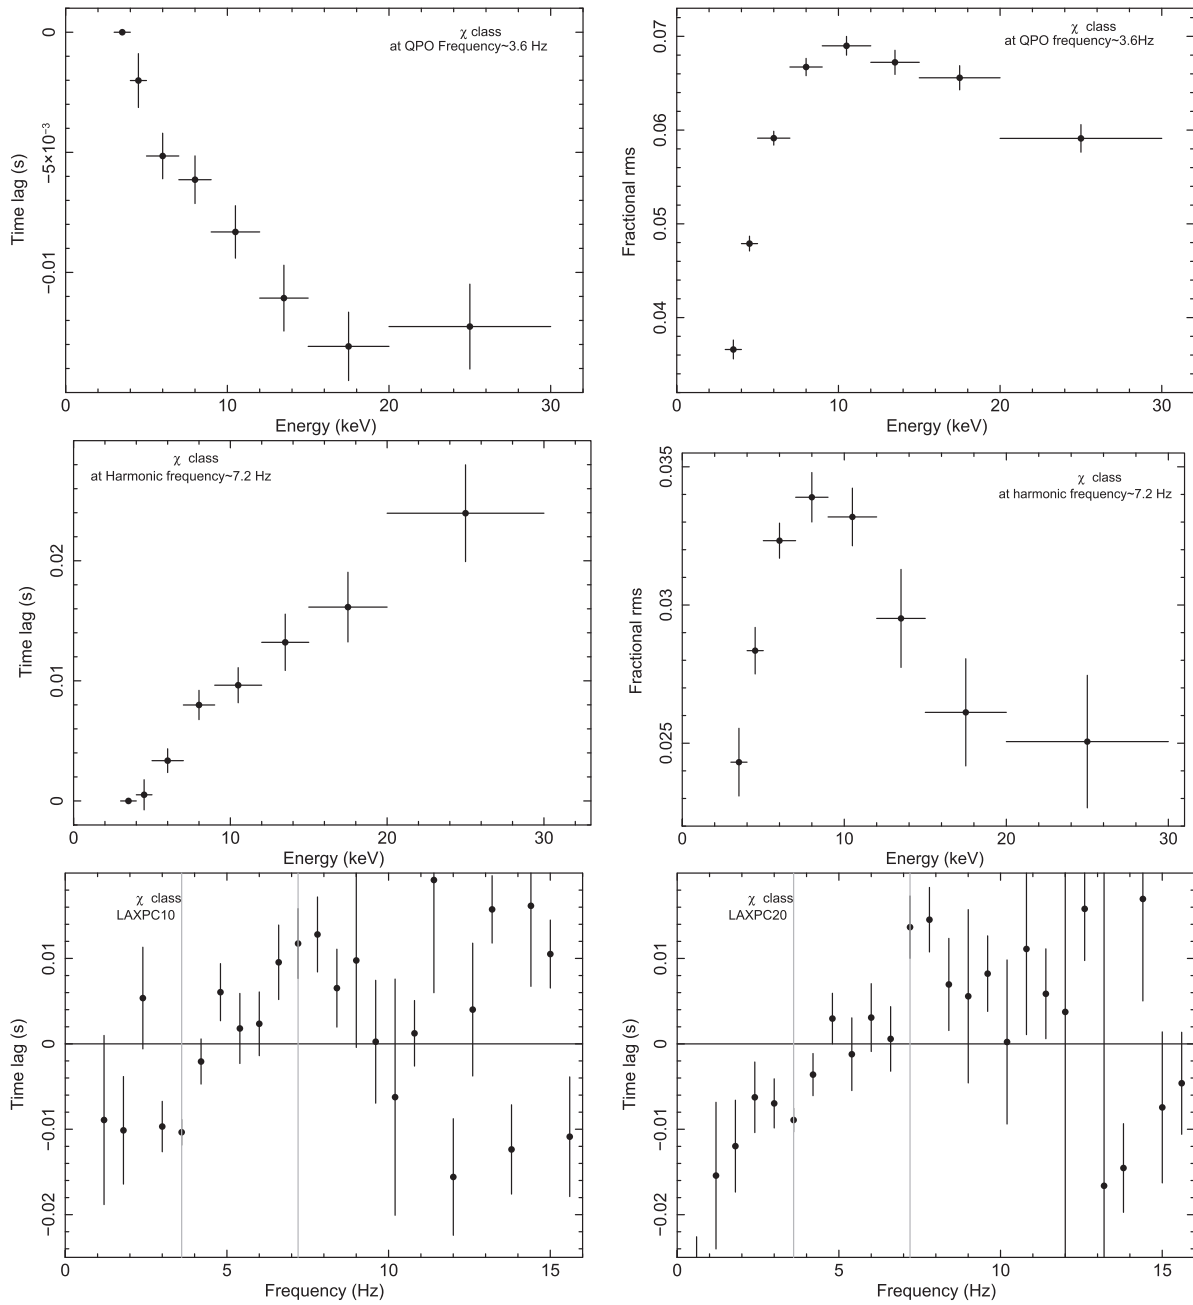 χ class
at QPO Frequency~3.6 Hz
0
−5×10⁻³
−0.01
Time lag (s)
0
10
20
30
Energy (keV)
χ class
at QPO frequency~3.6Hz
0.07
0.06
0.05
0.04
Fractional rms
0
10
20
30
Energy (keV)
χ class
at Harmonic frequency~7.2 Hz
0.02
0.01
0
Time lag (s)
0
10
20
30
Energy (keV)
χ class
at harmonic frequency~7.2 Hz
0.035
0.03
0.025
Fractional rms
0
10
20
30
Energy (keV)
χ class
LAXPC10
0.01
0
−0.01
−0.02
Time lag (s)
0
5
10
15
Frequency (Hz)
χ class
LAXPC20
0.01
0
−0.01
−0.02
Time lag (s)
0
5
10
15
Frequency (Hz)